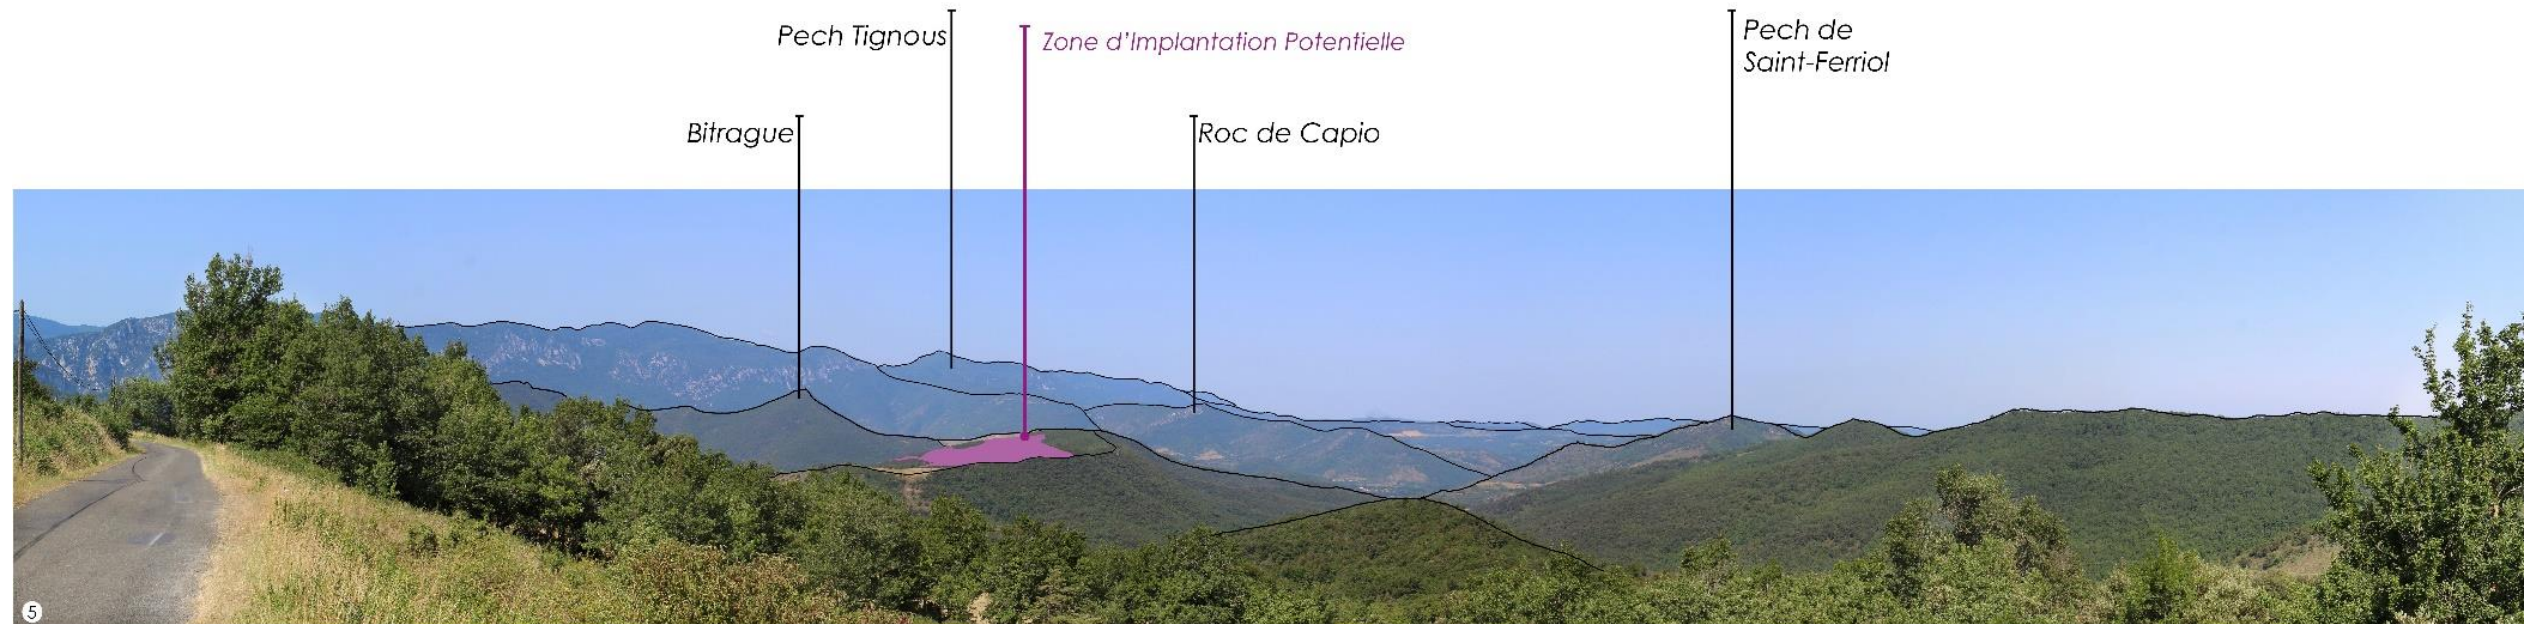 Pech Tignous
Zone d'Implantation Potentielle
Pech de
Saint-Ferriol
Bitrague
Roc de Capio
5